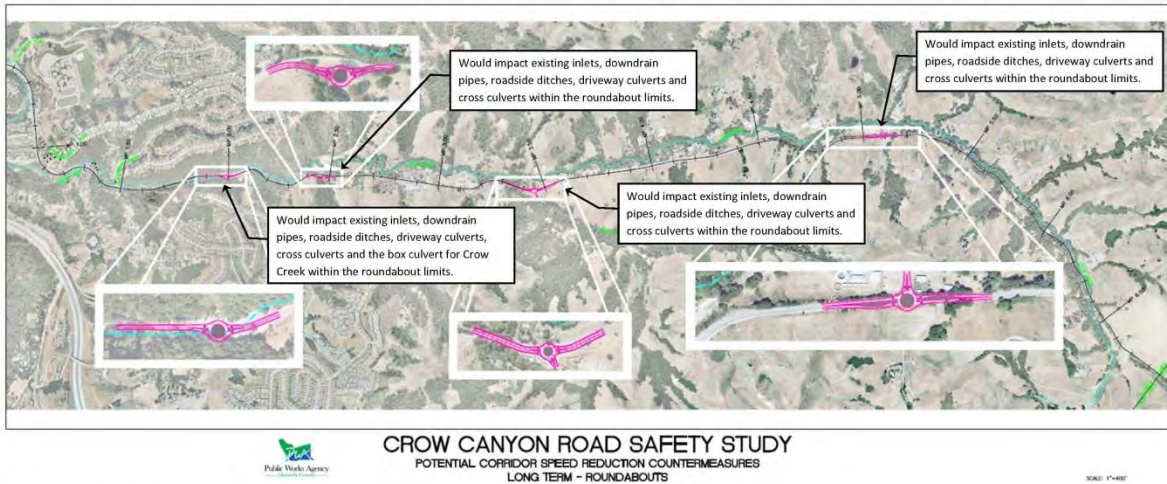 Would impact existing inlets, downdrain
pipes, roadside ditches, driveway culverts and
cross culverts within the roundabout limits.
Would impact existing inlets, downdrain
pipes, roadside ditches, driveway culverts and
cross culverts within the roundabout limits.
Would impact existing inlets, downdrain
pipes, roadside ditches, driveway culverts,
cross culverts and the box culvert for Crow
Creek within the roundabout limits.
Would impact existing inlets, downdrain
pipes, roadside ditches, driveway culverts and
cross culverts within the roundabout limits.
Public Works Agency
CROW CANYON ROAD SAFETY STUDY
POTENTIAL CORRIDOR SPEED REDUCTION COUNTERMEASURES
LONG TERM - ROUNDABOUTS
SCALE: 1"=400'